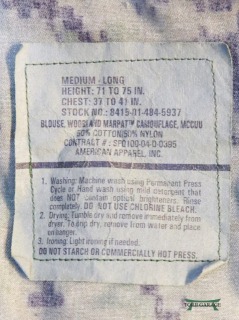 MEDIUM - LONG
HEIGHT: 71 TO 75 IN.
CHEST: 37 TO 41 IN.
STOCK NO.: 8415-01-484-5937
BLOUSE, WOODLAND MARPAT CAMOUFLAGE, MCCUU
50% COTTON/50% NYLON
CONTRACT # : SPO100-04-D-0395
AMERICAN APPAREL, INC.
1. Washing: Machine wash using Permanent Press
Cycle or Hand wash using mild detergent that
does NOT contain optical brighteners. Rinse
completely. DO NOT USE CHLORINE BLEACH.
2. Drying: Tumble dry and remove immediately from
dryer. To drip dry, remove from water and place
on hanger.
3. Ironing: Light ironing if needed.
DO NOT STARCH OR COMMERCIALLY HOT PRESS.